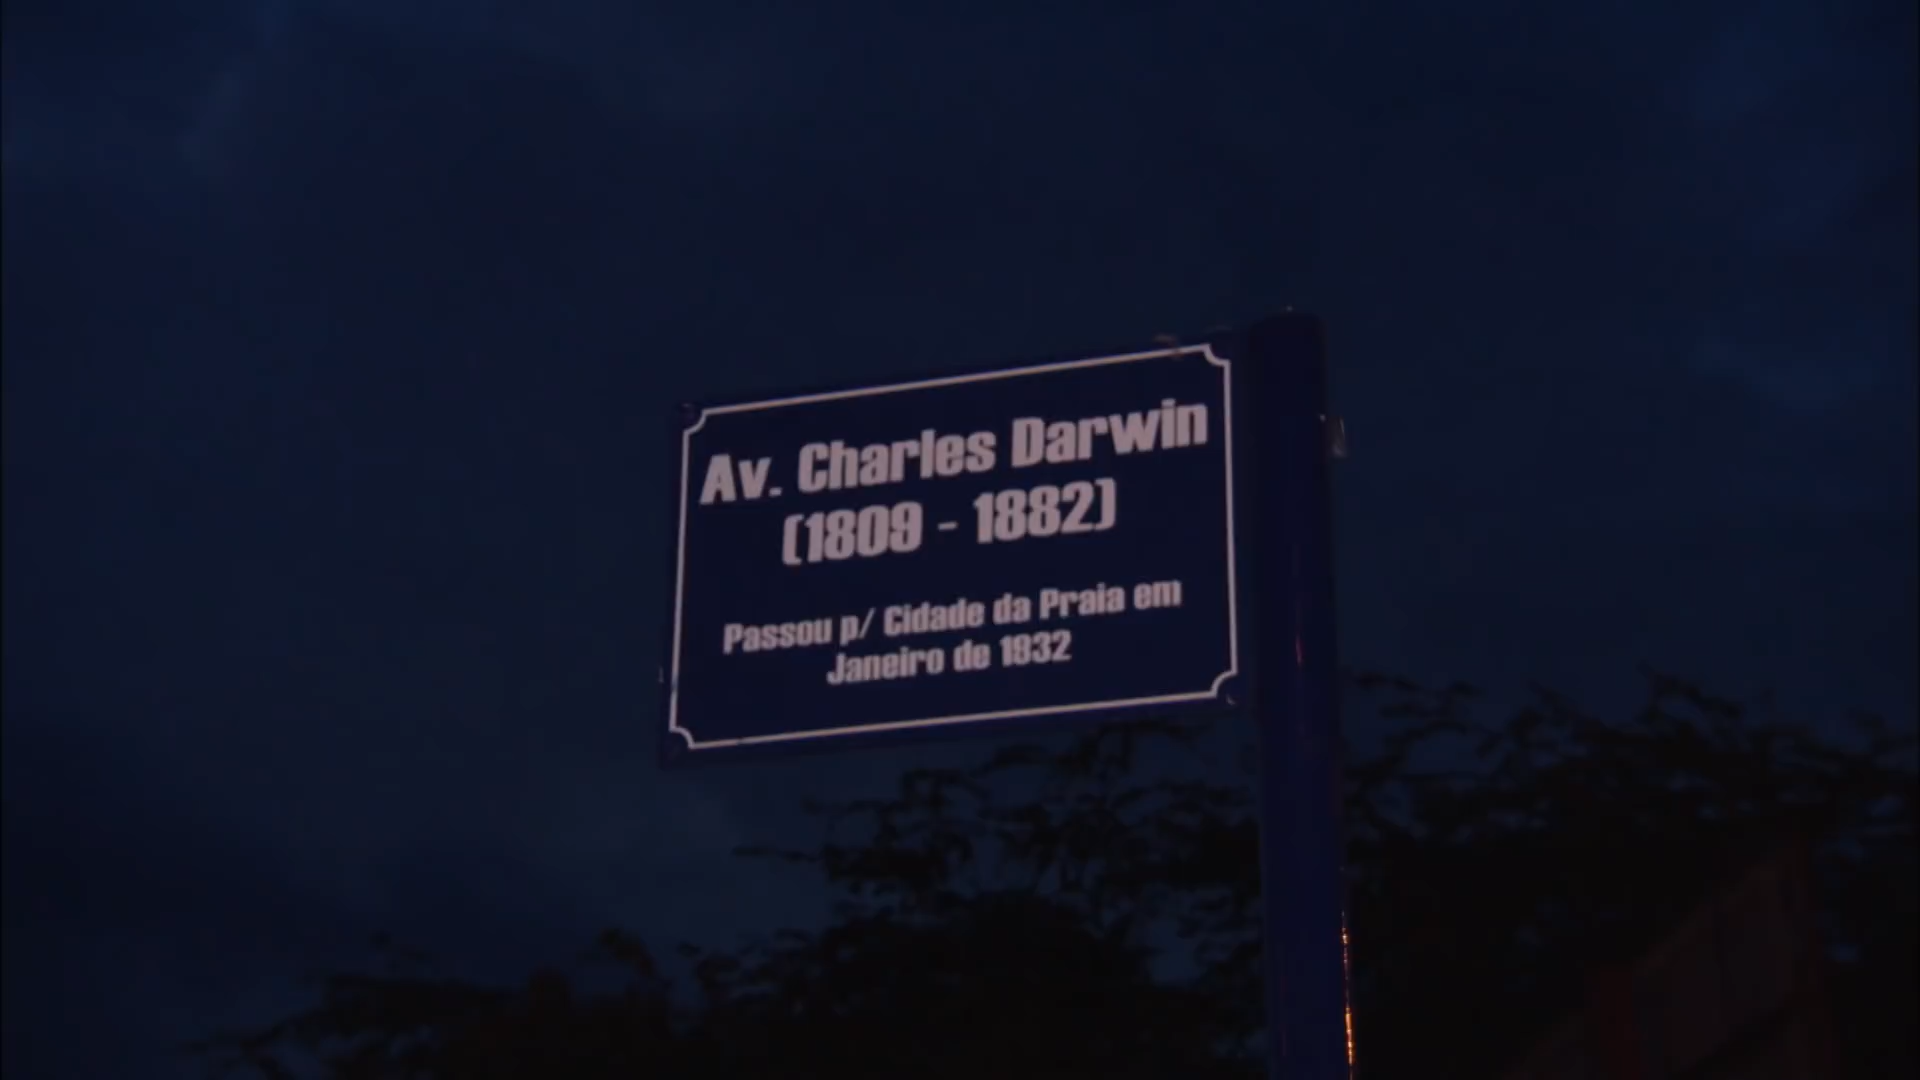 Av. Charles Darwin
(1809 - 1882)
Passou p/ Cidade da Praia em
Janeiro de 1932